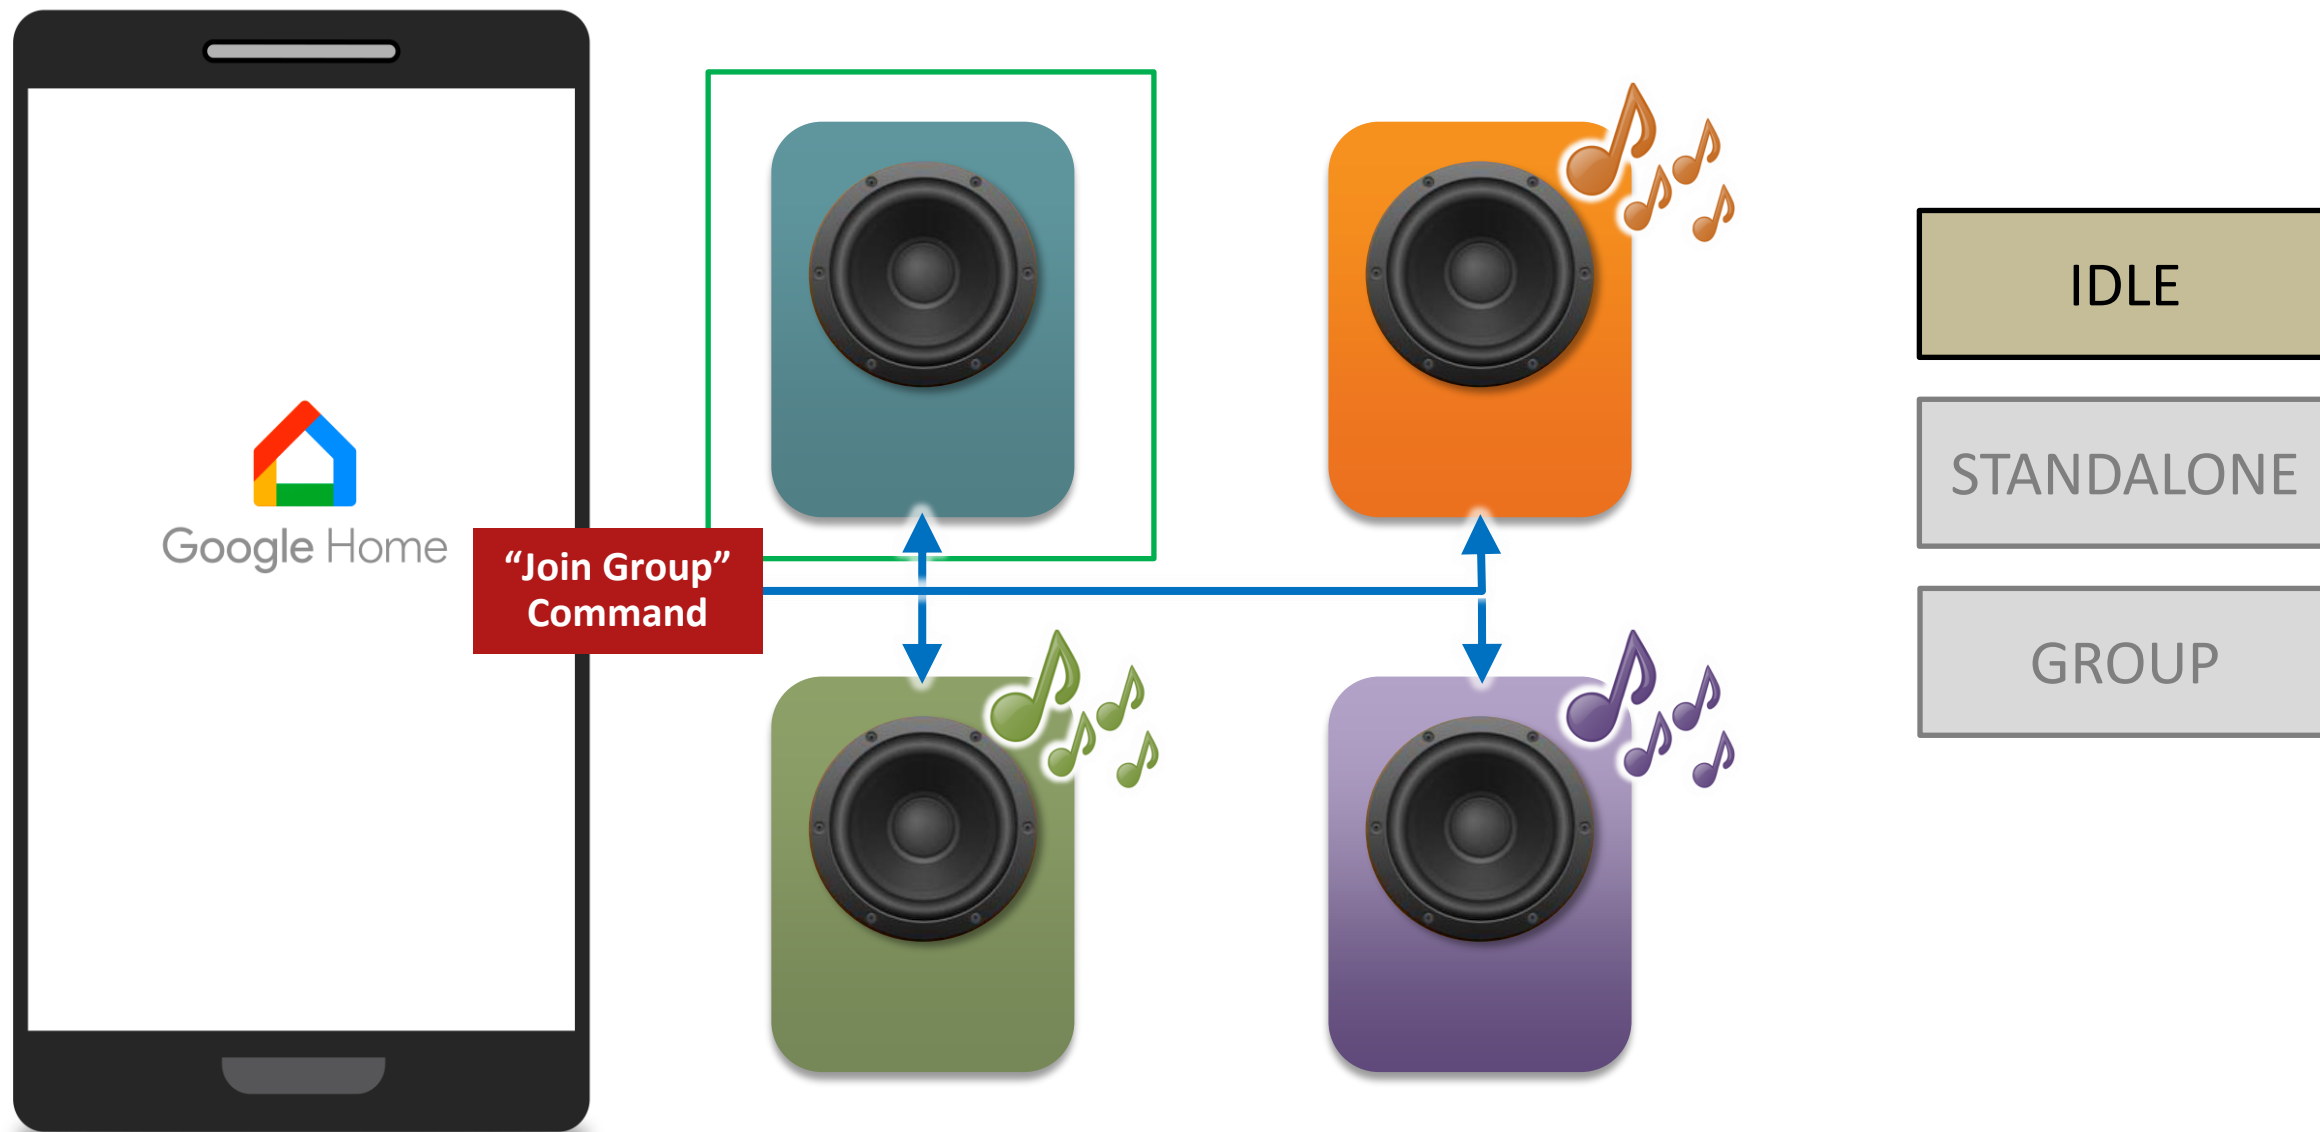 Google Home
“Join Group”
Command
IDLE
STANDALONE
GROUP